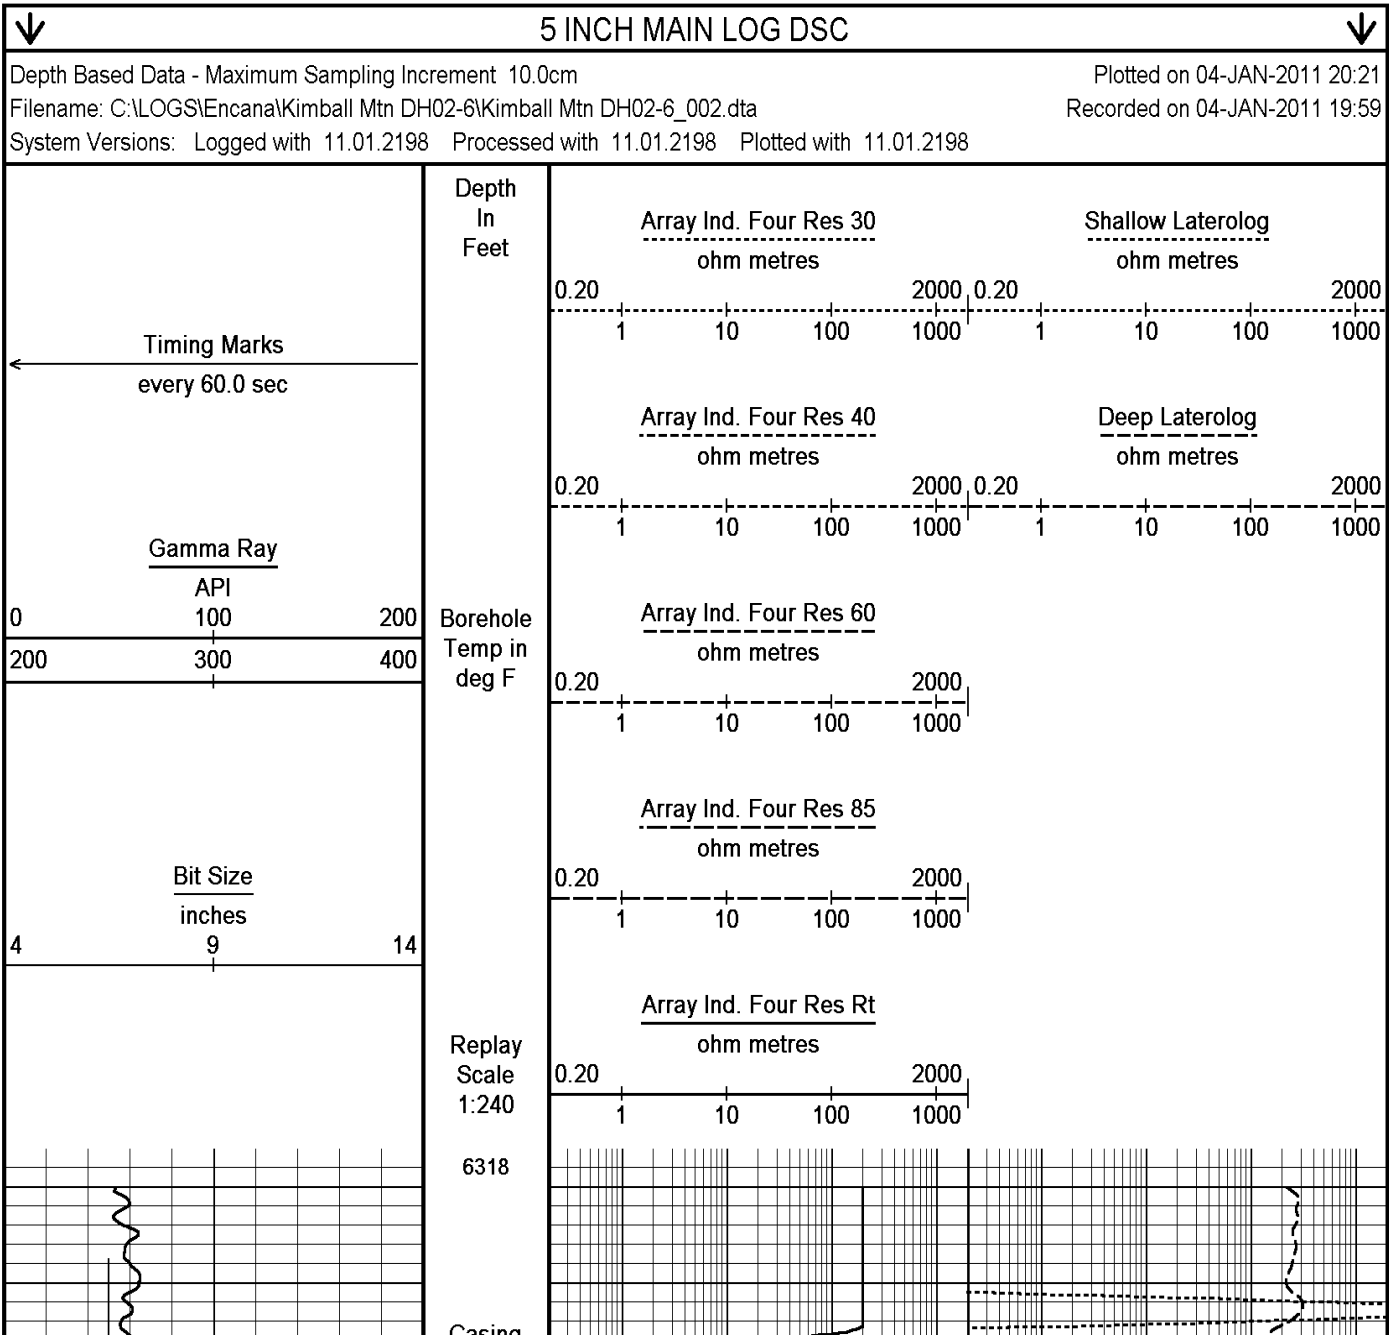 5 INCH MAIN LOG DSC
Depth Based Data - Maximum Sampling Increment 10.0cm
Plotted on 04-JAN-2011 20:21
Filename: C:\LOGS\Encana\Kimball Mtn DH02-6\Kimball Mtn DH02-6_002.dta
Recorded on 04-JAN-2011 19:59
System Versions: Logged with 11.01.2198 Processed with 11.01.2198 Plotted with 11.01.2198
Timing Marks
every 60.0 sec
Gamma Ray
API
0 100 200
200 300 400
Bit Size
inches
4 9 14
Depth
In
Feet
Borehole
Temp in
deg F
Replay
Scale
1:240
6318
Casing
Array Ind. Four Res 30
ohm metres
0.20 2000
1 10 100 1000
Shallow Laterolog
ohm metres
0.20 2000
1 10 100 1000
Array Ind. Four Res 40
ohm metres
0.20 2000
1 10 100 1000
Deep Laterolog
ohm metres
0.20 2000
1 10 100 1000
Array Ind. Four Res 60
ohm metres
0.20 2000
1 10 100 1000
Array Ind. Four Res 85
ohm metres
0.20 2000
1 10 100 1000
Array Ind. Four Res Rt
ohm metres
0.20 2000
1 10 100 1000